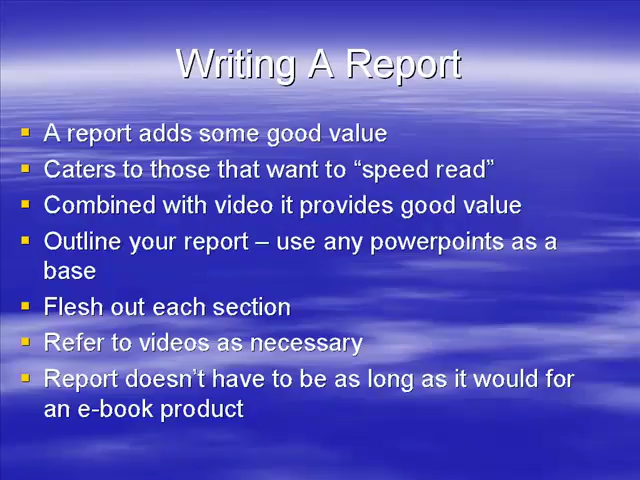 Writing A Report
A report adds some good value
Caters to those that want to “speed read”
Combined with video it provides good value
Outline your report – use any powerpoints as a
base
Flesh out each section
Refer to videos as necessary
Report doesn’t have to be as long as it would for
an e-book product